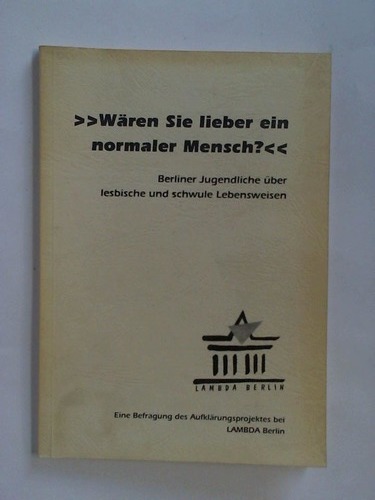 >>Wären Sie lieber ein
normaler Mensch?<<
Berliner Jugendliche über
lesbische und schwule Lebensweisen
LAMBDA BERLIN
Eine Befragung des Aufklärungsprojektes bei
LAMBDA Berlin